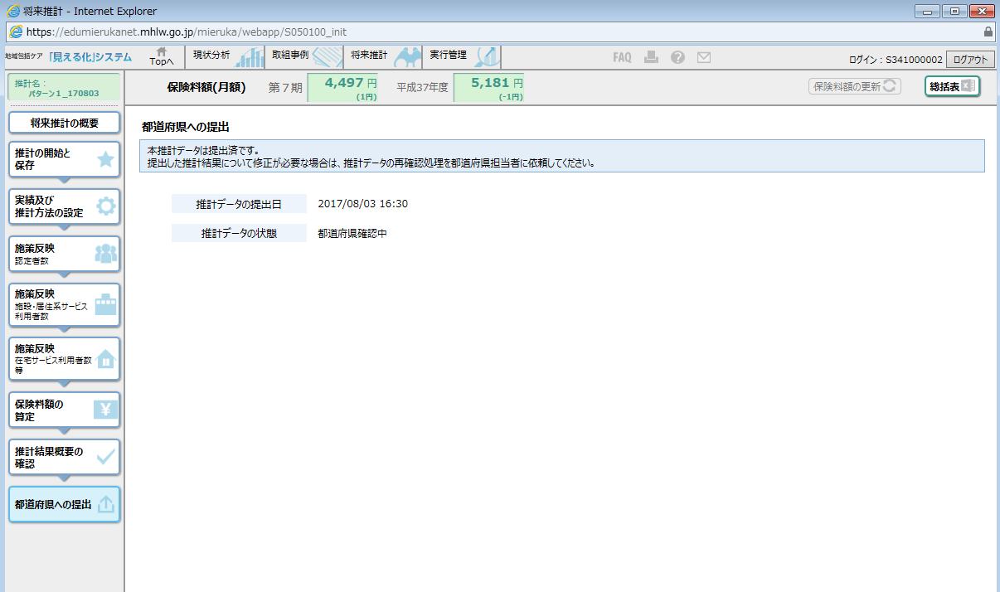 将来推計 - Internet Explorer
https://edumierukanet.mhlw.go.jp/mieruka/webapp/S050100_init
地域包括ケア 「見える化」システム
Topへ
現状分析
取組事例
将来推計
実行管理
FAQ
ログイン：S341000002
ログアウト
推計名：
パターン１_170803
保険料額(月額)
第７期
4,497 円
(1円)
平成37年度
5,181 円
(-1円)
保険料額の更新
総括表
将来推計の概要
推計の開始と
保存
実績及び
推計方法の設定
施策反映
認定者数
施策反映
施設・居住系サービス
利用者数
施策反映
在宅サービス利用者数
等
保険料額の
算定
推計結果概要の
確認
都道府県への提出
都道府県への提出
本推計データは提出済です。
提出した推計結果について修正が必要な場合は、推計データの再確認処理を都道府県担当者に依頼してください。
推計データの提出日
2017/08/03 16:30
推計データの状態
都道府県確認中